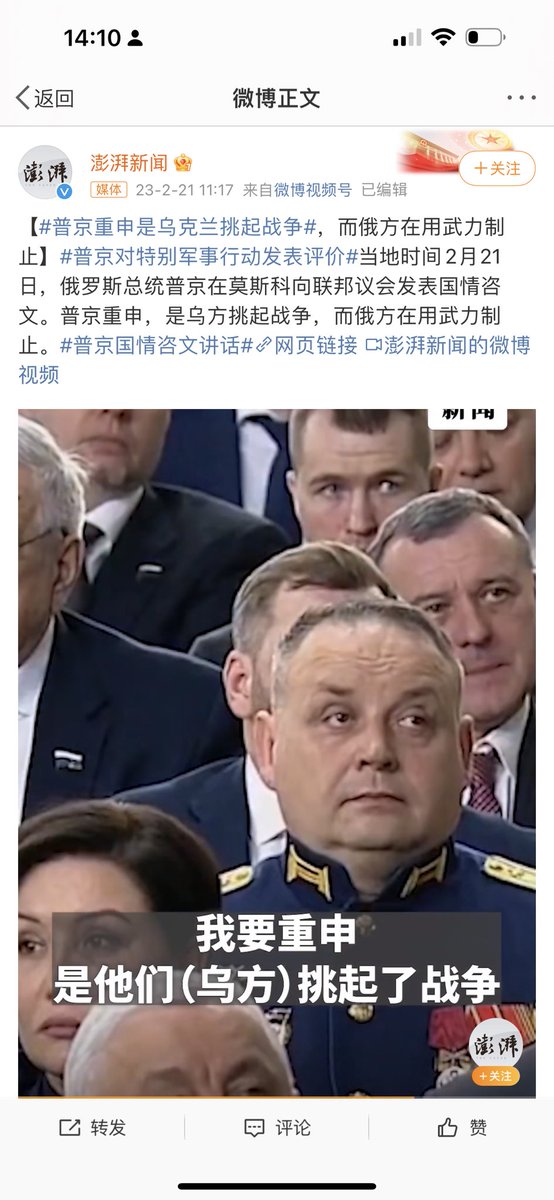 14:10
返回
微博正文
澎湃
澎湃新闻
+关注
媒体 23-2-21 11:17 来自微博视频号 已编辑
【#普京重申是乌克兰挑起战争#，而俄方在用武力制
止】#普京对特别军事行动发表评价#当地时间2月21
日，俄罗斯总统普京在莫斯科向联邦议会发表国情咨
文。普京重申，是乌方挑起战争，而俄方在用武力制
止。#普京国情咨文讲话#网页链接 澎湃新闻的微博
视频
新闻
我要重申
是他们(乌方)挑起了战争
澎湃
+关注
转发
评论
赞